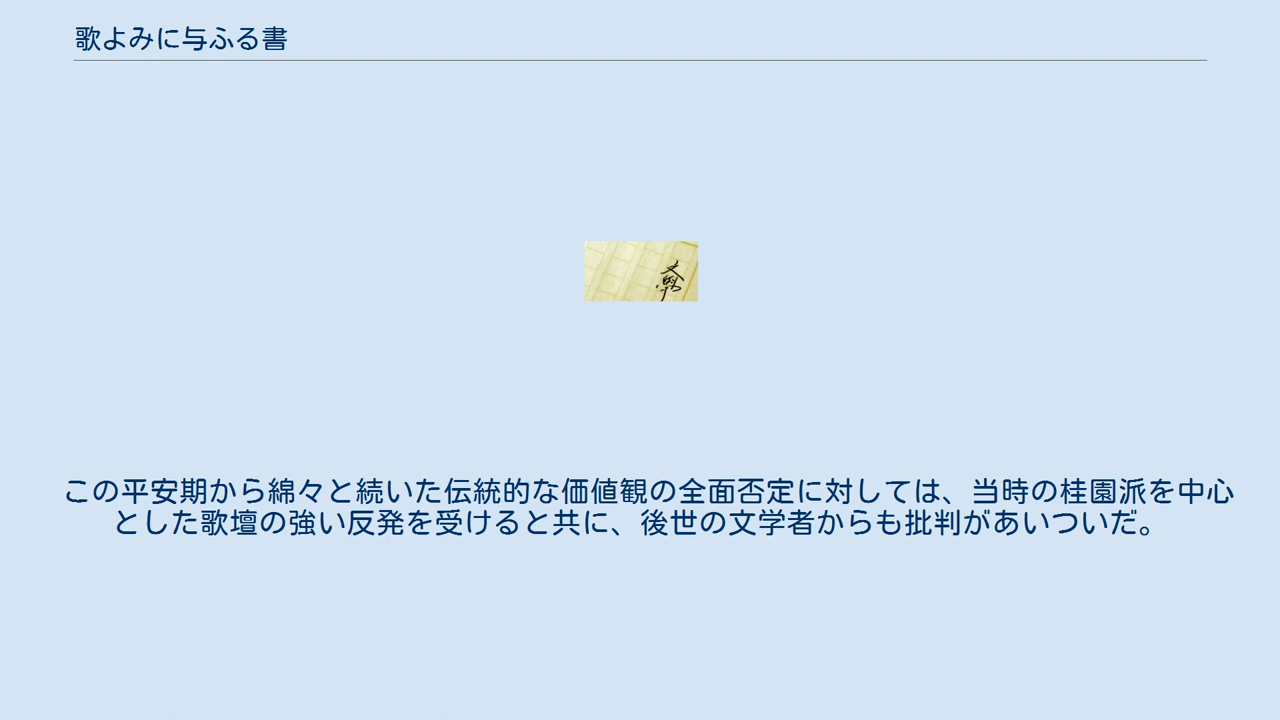 歌よみに与ふる書
この平安期から綿々と続いた伝統的な価値観の全面否定に対しては、当時の桂園派を中心
とした歌壇の強い反発を受けると共に、後世の文学者からも批判があいついだ。